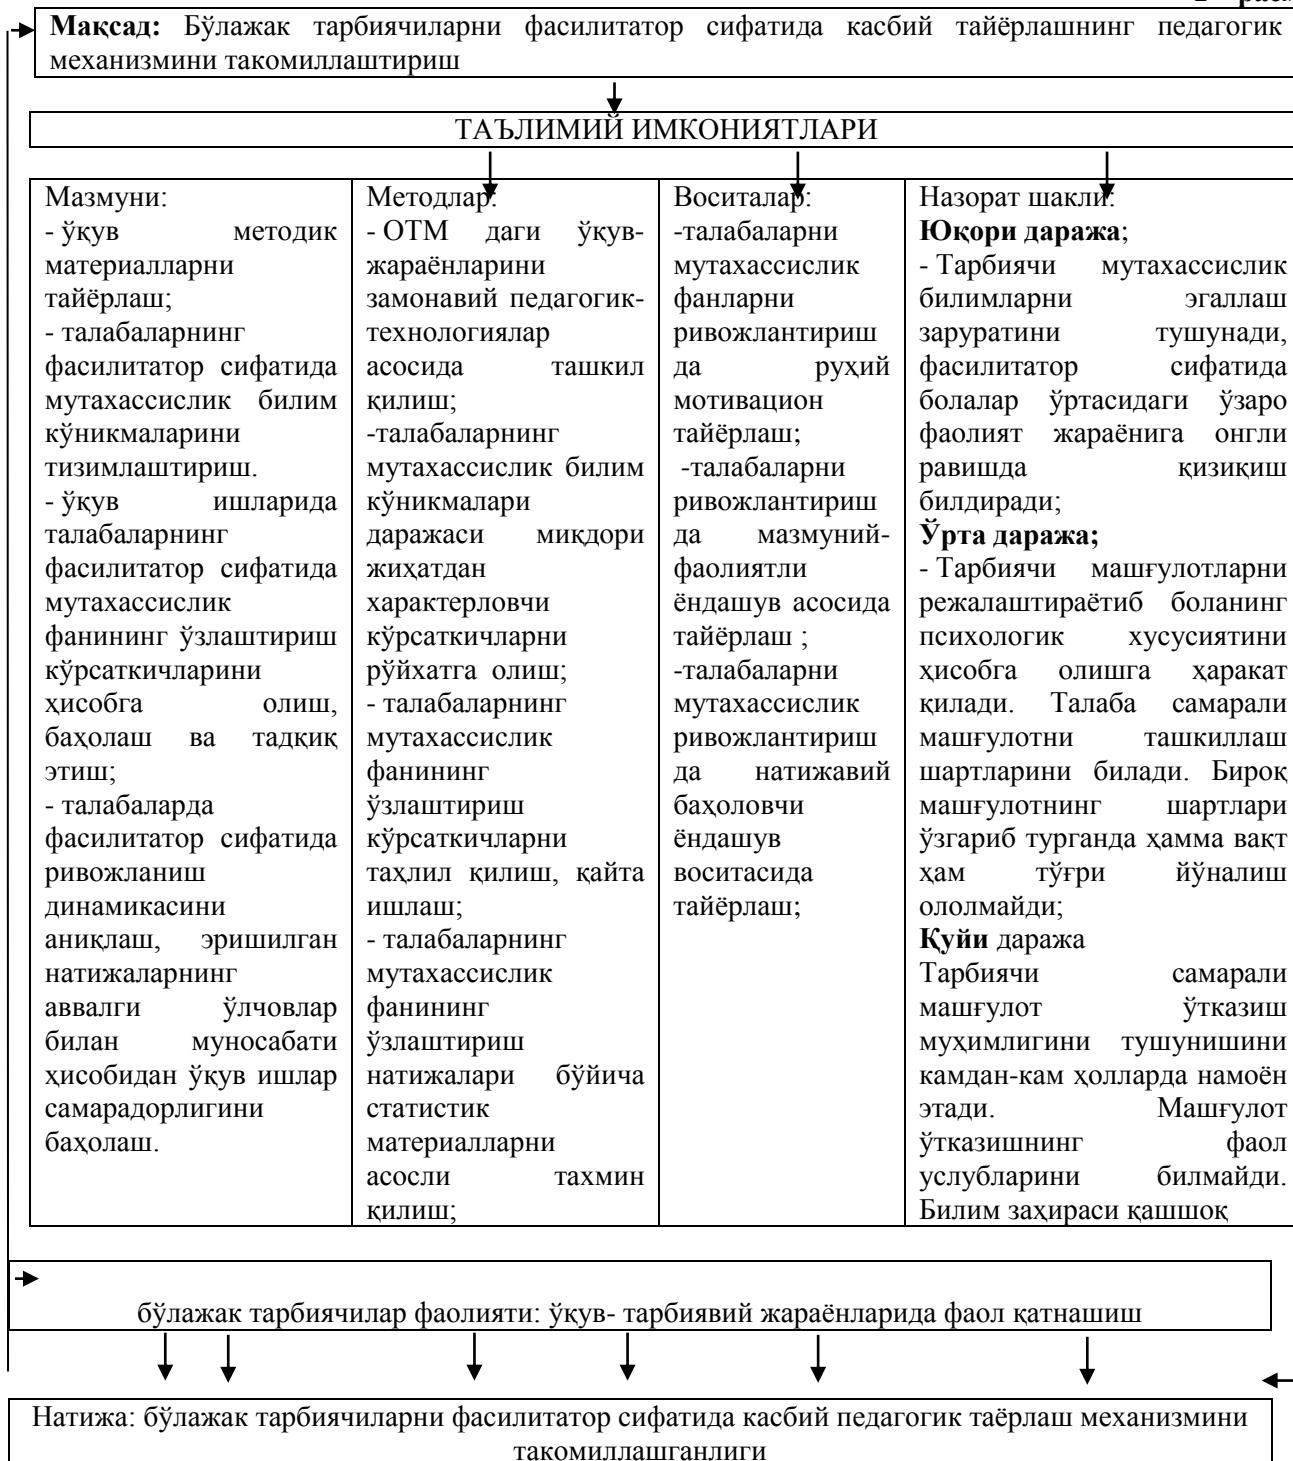 Мақсад: Бўлажак тарбиячиларни фасилитатор сифатида касбий тайёрлашнинг педагогик
механизмини такомиллаштириш
ТАЪЛИМИЙ ИМКОНИЯТЛАРИ
Мазмуни:
- ўқув методик
материалларни
тайёрлаш;
- талабаларнинг
фасилитатор сифатида
мутахассислик билим
кўникмаларини
тизимлаштириш.
- ўқув ишларида
талабаларнинг
фасилитатор сифатида
мутахассислик
фанининг ўзлаштириш
кўрсаткичларини
ҳисобга олиш,
баҳолаш ва тадқиқ
этиш;
- талабаларда
фасилитатор сифатида
ривожланиш
динамикасини
аниқлаш, эришилган
натижаларнинг
аввалги ўлчовлар
билан муносабати
ҳисобидан ўқув ишлар
самарадорлигини
баҳолаш.
Методлар:
- ОТМ даги ўқув-
жараёнларини
замонавий педагогик-
технологиялар
асосида ташкил
қилиш;
-талабаларнинг
мутахассислик билим
кўникмалари
даражаси миқдори
жиҳатдан
характерловчи
кўрсаткичларни
рўйхатга олиш;
- талабаларнинг
мутахассислик
фанининг
ўзлаштириш
кўрсаткичларни
таҳлил қилиш, қайта
ишлаш;
- талабаларнинг
мутахассислик
фанининг
ўзлаштириш
натижалари бўйича
статистик
материалларни
асосли тахмин
қилиш;
Воситалар:
-талабаларни
мутахассислик
фанларни
ривожлантириш
да руҳий
мотивацион
тайёрлаш;
-талабаларни
ривожлантириш
да мазмуний-
фаолиятли
ёндашув асосида
тайёрлаш ;
-талабаларни
мутахассислик
ривожлантириш
да натижавий
баҳоловчи
ёндашув
воситасида
тайёрлаш;
Назорат шакли:
Юқори даража;
- Тарбиячи мутахассислик
билимларни эгаллаш
заруратини тушунади,
фасилитатор сифатида
болалар ўртасидаги ўзаро
фаолият жараёнига онгли
равишда қизиқиш
билдиради;
Ўрта даража;
- Тарбиячи машғулотларни
режалаштираётиб боланинг
психологик хусусиятини
ҳисобга олишга ҳаракат
қилади. Талаба самарали
машғулотни ташкиллаш
шартларини билади. Бироқ
машғулотнинг шартлари
ўзгариб турганда ҳамма вақт
ҳам тўғри йўналиш
ололмайди;
Қуйи даража
Тарбиячи самарали
машғулот ўтказиш
муҳимлигини тушунишини
камдан-кам ҳолларда намоён
этади. Машғулот
ўтказишнинг фаол
услубларини билмайди.
Билим заҳираси қашшоқ
бўлажак тарбиячилар фаолияти: ўқув- тарбиявий жараёнларида фаол қатнашиш
Натижа: бўлажак тарбиячиларни фасилитатор сифатида касбий педагогик таёрлаш механизмини
такомиллашганлиги